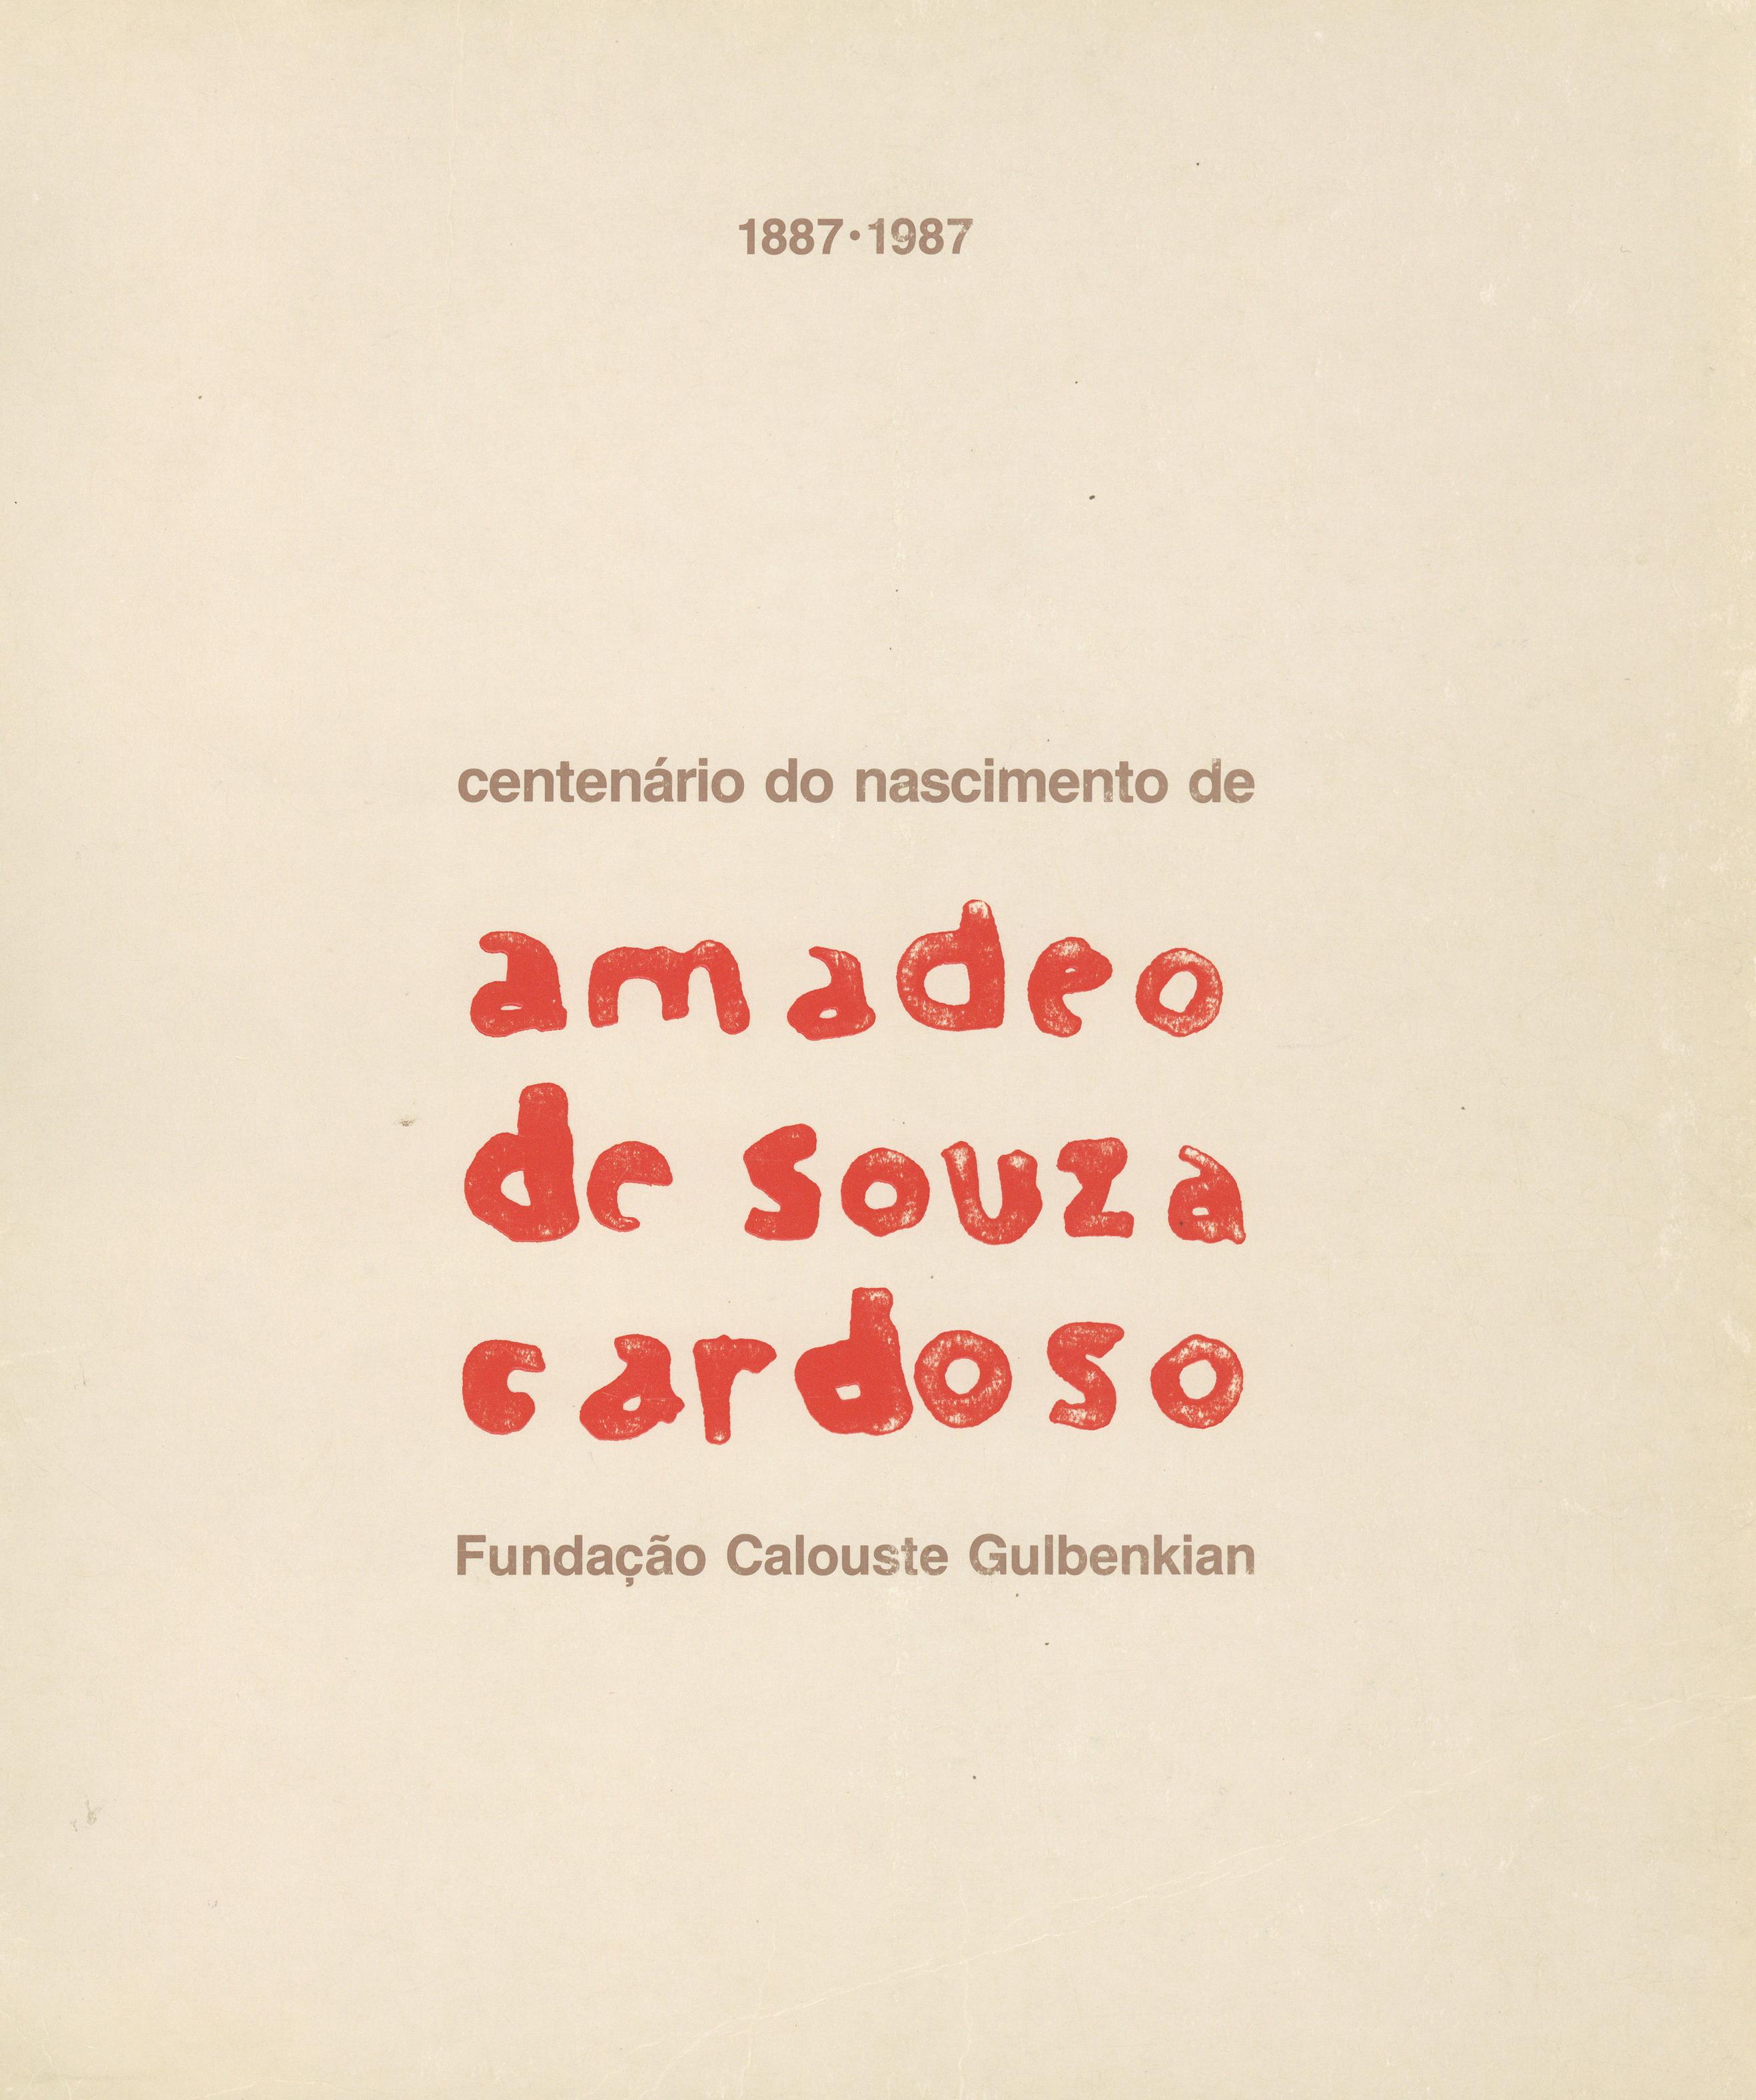 1887•1987
centenário do nascimento de
amadeo
de souza
cardoso
Fundação Calouste Gulbenkian